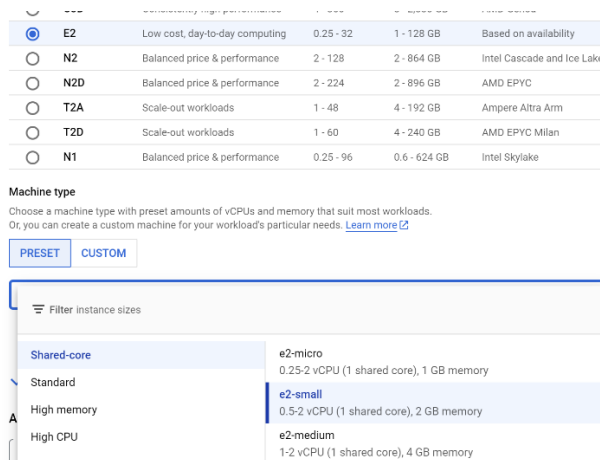 E2 Low cost, day-to-day computing 0.25 - 32 1 - 128 GB Based on availability
N2 Balanced price & performance 2 - 128 2 - 864 GB Intel Cascade and Ice Lake
N2D Balanced price & performance 2 - 224 2 - 896 GB AMD EPYC
T2A Scale-out workloads 1 - 48 4 - 192 GB Ampere Altra Arm
T2D Scale-out workloads 1 - 60 4 - 240 GB AMD EPYC Milan
N1 Balanced price & performance 0.25 - 96 0.6 - 624 GB Intel Skylake
Machine type
Choose a machine type with preset amounts of vCPUs and memory that suit most workloads.
Or, you can create a custom machine for your workload's particular needs. Learn more
PRESET CUSTOM
Filter instance sizes
Shared-core
Standard
High memory
High CPU
e2-micro
0.25-2 vCPU (1 shared core), 1 GB memory
e2-small
0.5-2 vCPU (1 shared core), 2 GB memory
e2-medium
1-2 vCPU (1 shared core), 4 GB memory
A